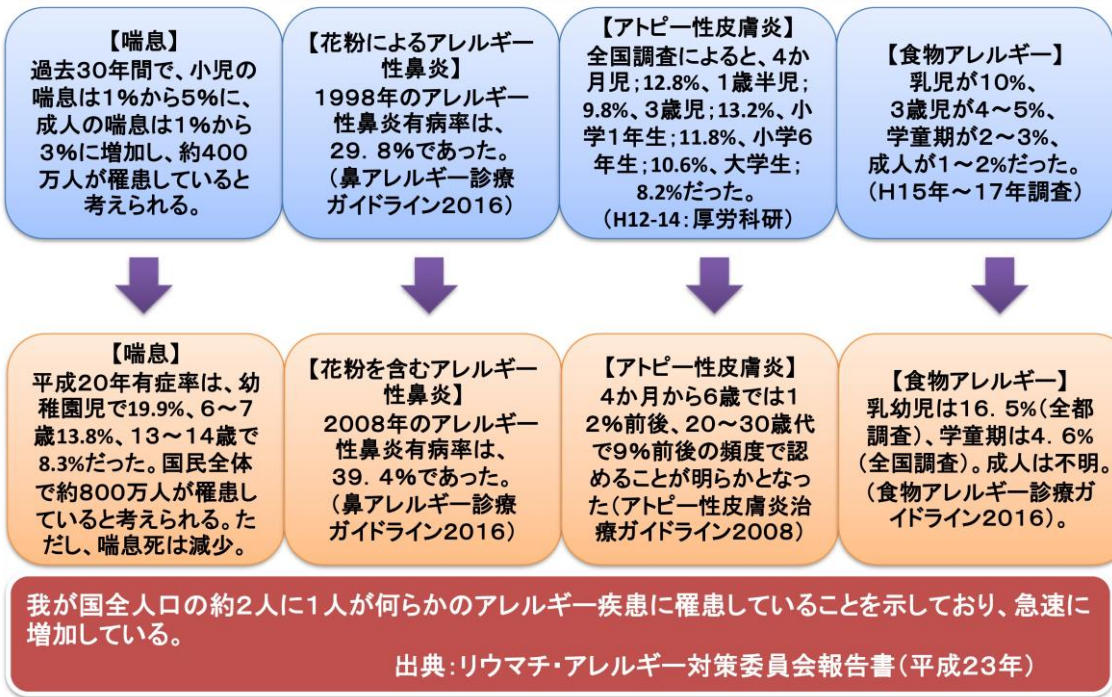 【喘息】
過去30年間で、小児の
喘息は1%から5%に、
成人の喘息は1%から
3%に増加し、約400
万人が罹患していると
考えられる。
【花粉によるアレルギー
性鼻炎】
1998年のアレルギー
性鼻炎有病率は、
29．8%であった。
(鼻アレルギー診療
ガイドライン2016)
【アトピー性皮膚炎】
全国調査によると、4か
月児;12.8%、1歳半児;
9.8%、3歳児;13.2%、小
学1年生;11.8%、小学6
年生;10.6%、大学生;
8.2%だった。
(H12-14:厚労科研)
【食物アレルギー】
乳児が10%、
3歳児が4～5%、
学童期が2～3%、
成人が1～2%だった。
(H15年～17年調査)
【喘息】
平成20年有症率は、幼
稚園児で19.9%、6～7
歳13.8%、13～14歳で
8.3%だった。国民全体
で約800万人が罹患し
ていると考えられる。た
だし、喘息死は減少。
【花粉を含むアレルギー
性鼻炎】
2008年のアレルギー
性鼻炎有病率は、
39．4%であった。
(鼻アレルギー診療
ガイドライン2016)
【アトピー性皮膚炎】
4か月から6歳では1
2%前後、20～30歳代
で9%前後の頻度で認
めることが明らかとなっ
た(アトピー性皮膚炎治
療ガイドライン2008)
【食物アレルギー】
乳幼児は16．5%(全都
調査)、学童期は4．6%
(全国調査)。成人は不明。
(食物アレルギー診療ガ
イドライン2016)。
我が国全人口の約2人に1人が何らかのアレルギー疾患に罹患していることを示しており、急速に
増加している。
出典:リウマチ・アレルギー対策委員会報告書(平成23年)